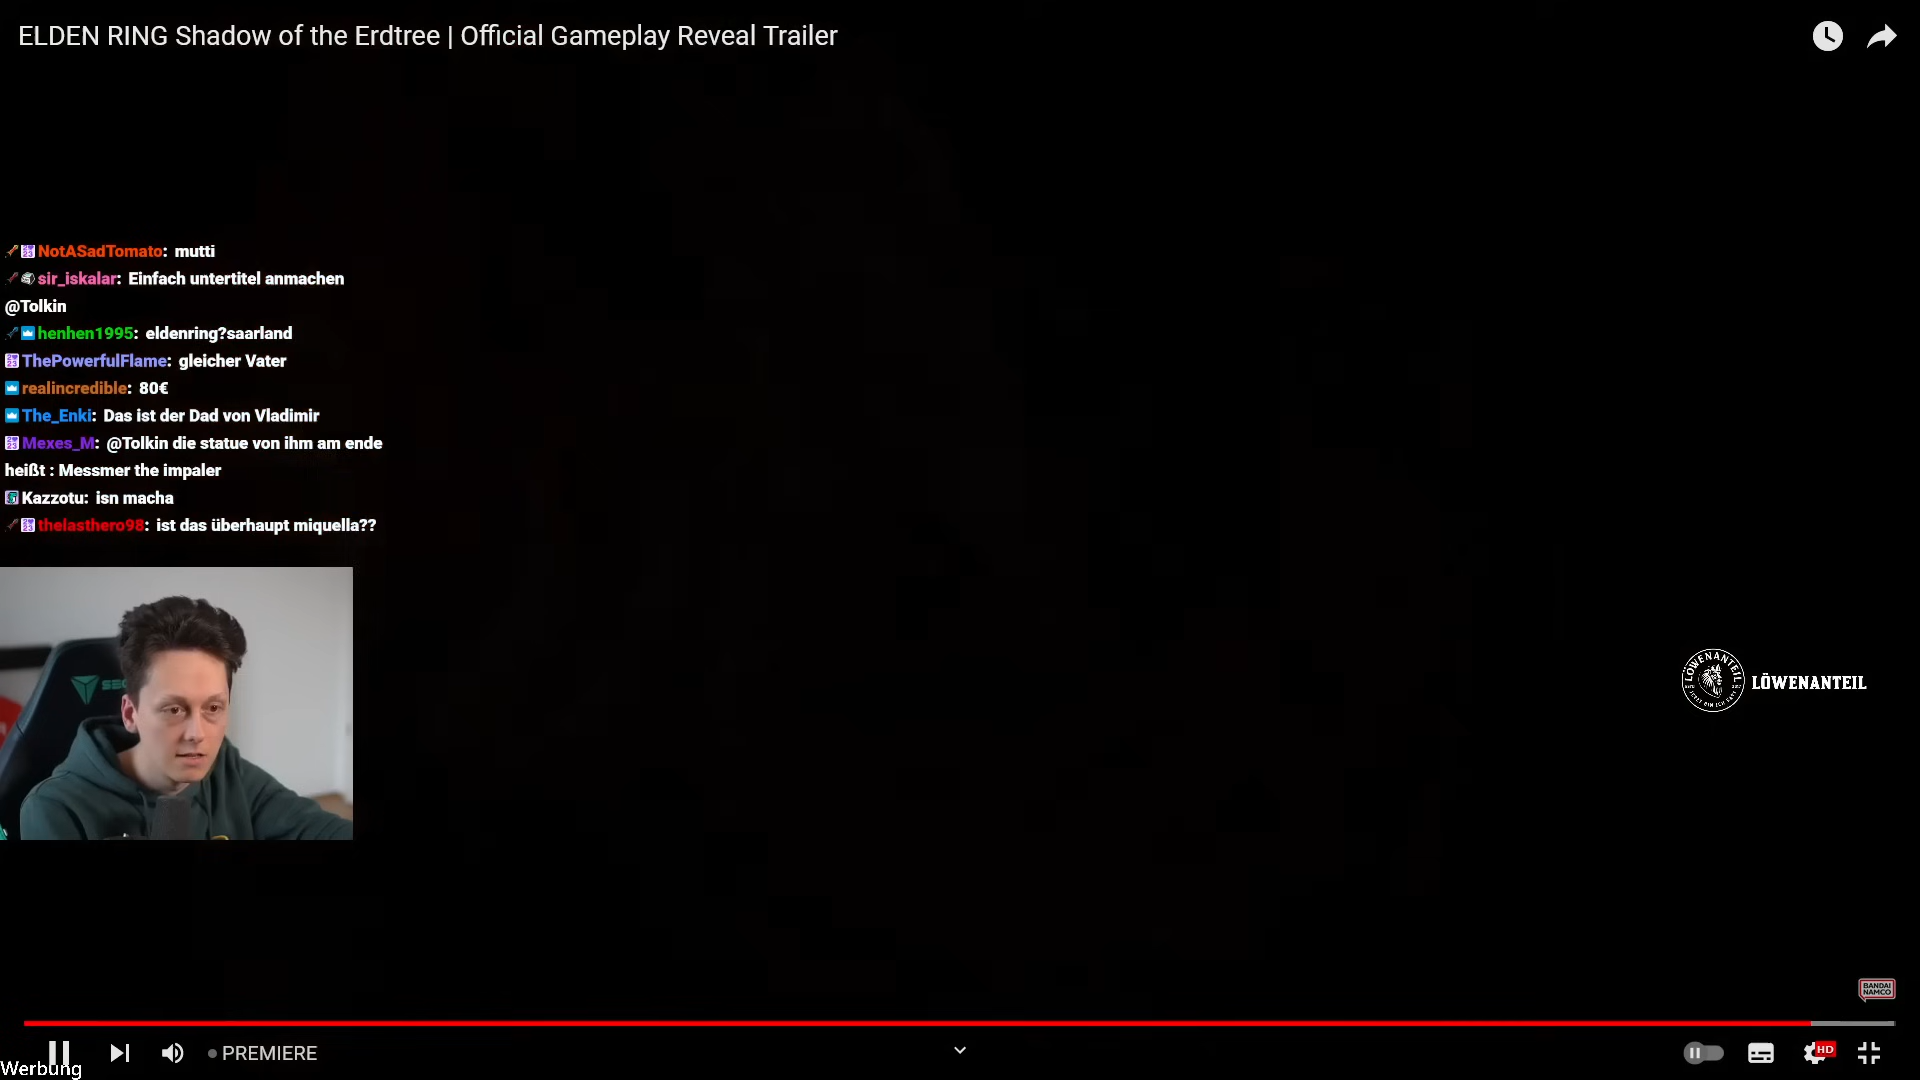 ELDEN RING Shadow of the Erdtree | Official Gameplay Reveal Trailer
NotASadTomato: mutti
sir_iskalar: Einfach untertitel anmachen
@Tolkin
henhen1995: eldenring?saarland
ThePowerfulFlame: gleicher Vater
realincredible: 80€
The_Enki: Das ist der Dad von Vladimir
Mexes_M: @Tolkin die statue von ihm am ende
heißt : Messmer the impaler
Kazzotu: isn macha
thelasthero98: ist das überhaupt miquella??
LÖWENANTEIL
LÖWENANTEIL
BANDAI
NAMCO
PREMIERE
HD
Werbung